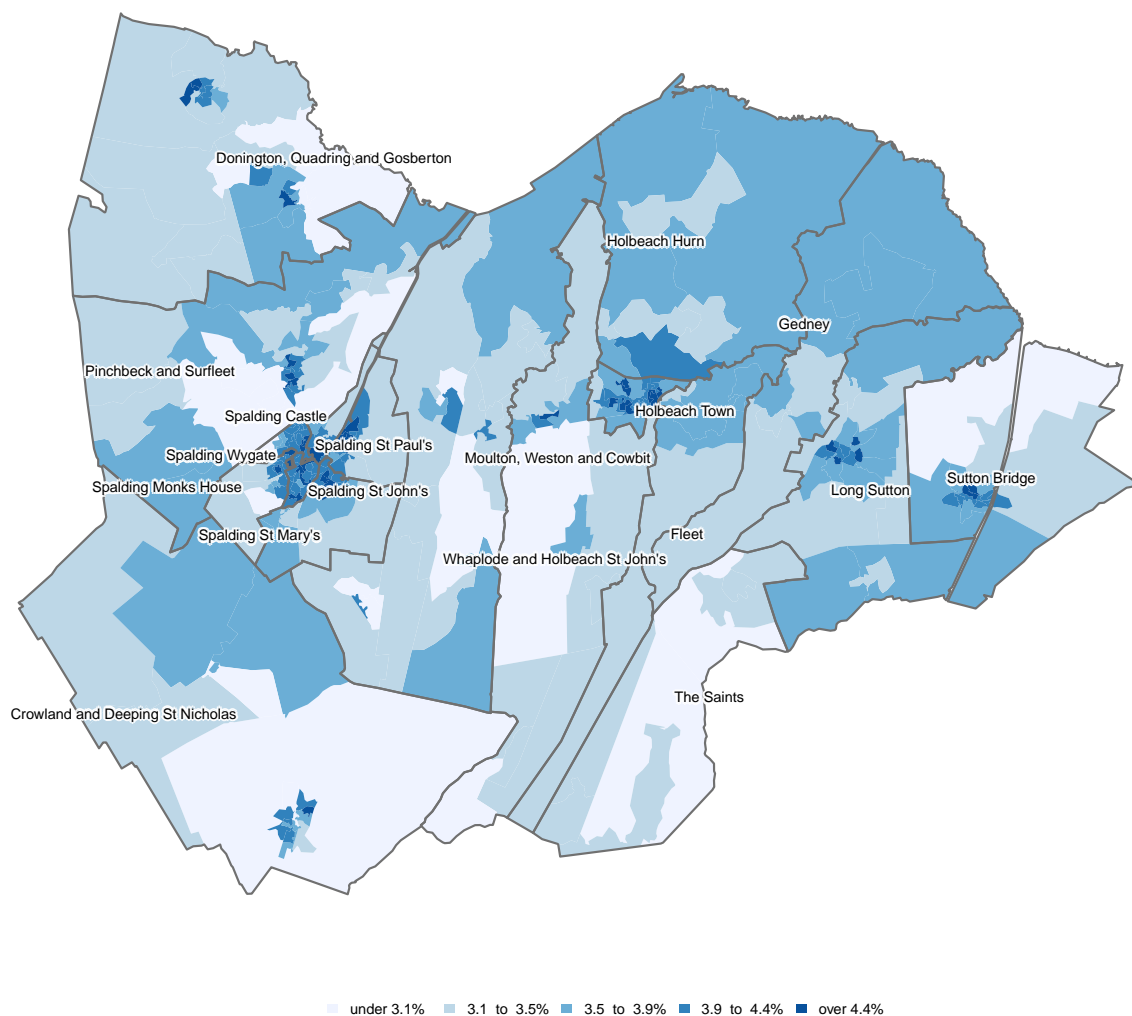 Donington, Quadring and Gosberton
Holbeach Hurn
Gedney
Pinchbeck and Surfleet
Spalding Castle
Holbeach Town
Spalding St Paul's
Spalding Wygate
Moulton, Weston and Cowbit
Sutton Bridge
Spalding Monks House
Spalding St John's
Long Sutton
Spalding St Mary's
Fleet
Whaplode and Holbeach St John's
The Saints
Crowland and Deeping St Nicholas
under 3.1% 3.1 to 3.5% 3.5 to 3.9% 3.9 to 4.4% over 4.4%